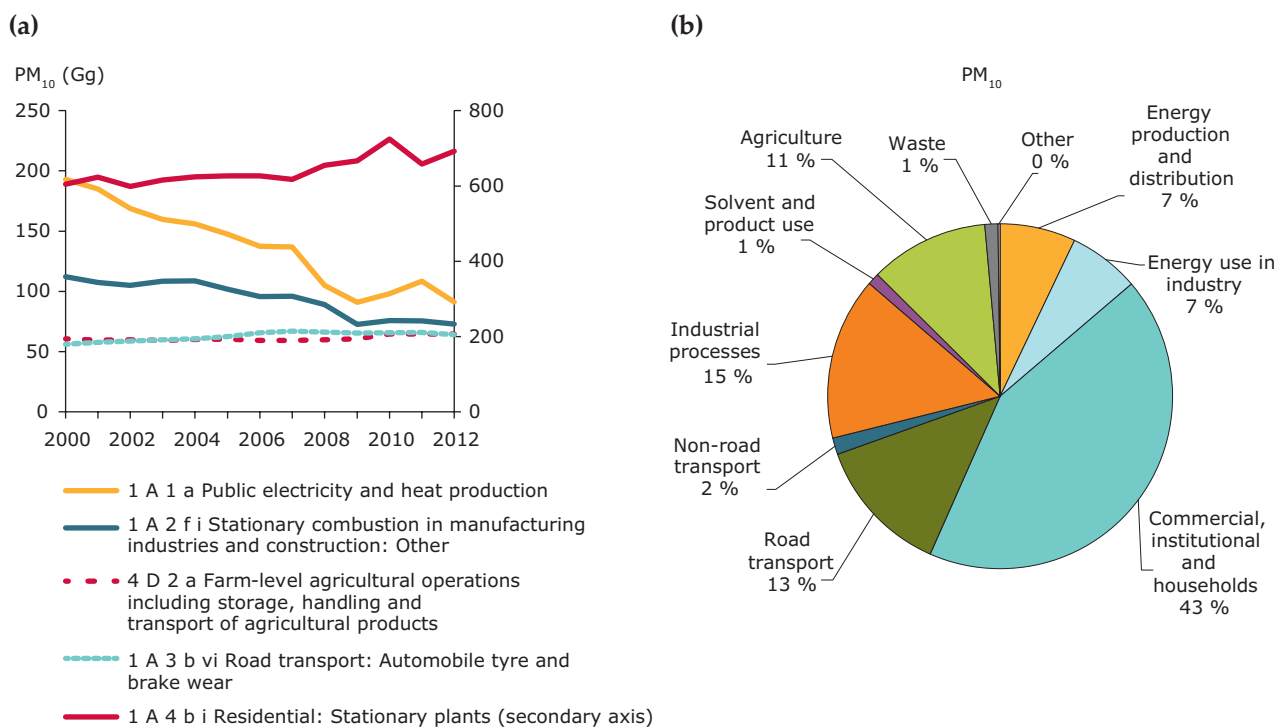 (a)
PM10 (Gg)
250
200
150
100
50
0
800
600
400
200
0
2000
2002
2004
2006
2008
2010
2012
1 A 1 a Public electricity and heat production
1 A 2 f i Stationary combustion in manufacturing
industries and construction: Other
4 D 2 a Farm-level agricultural operations
including storage, handling and
transport of agricultural products
1 A 3 b vi Road transport: Automobile tyre and
brake wear
1 A 4 b i Residential: Stationary plants (secondary axis)
(b)
PM10
Energy
production
and
distribution
7 %
Energy use in
industry
7 %
Commercial,
institutional
and
households
43 %
Road
transport
13 %
Non-road
transport
2 %
Industrial
processes
15 %
Solvent and
product use
1 %
Agriculture
11 %
Waste
1 %
Other
0 %